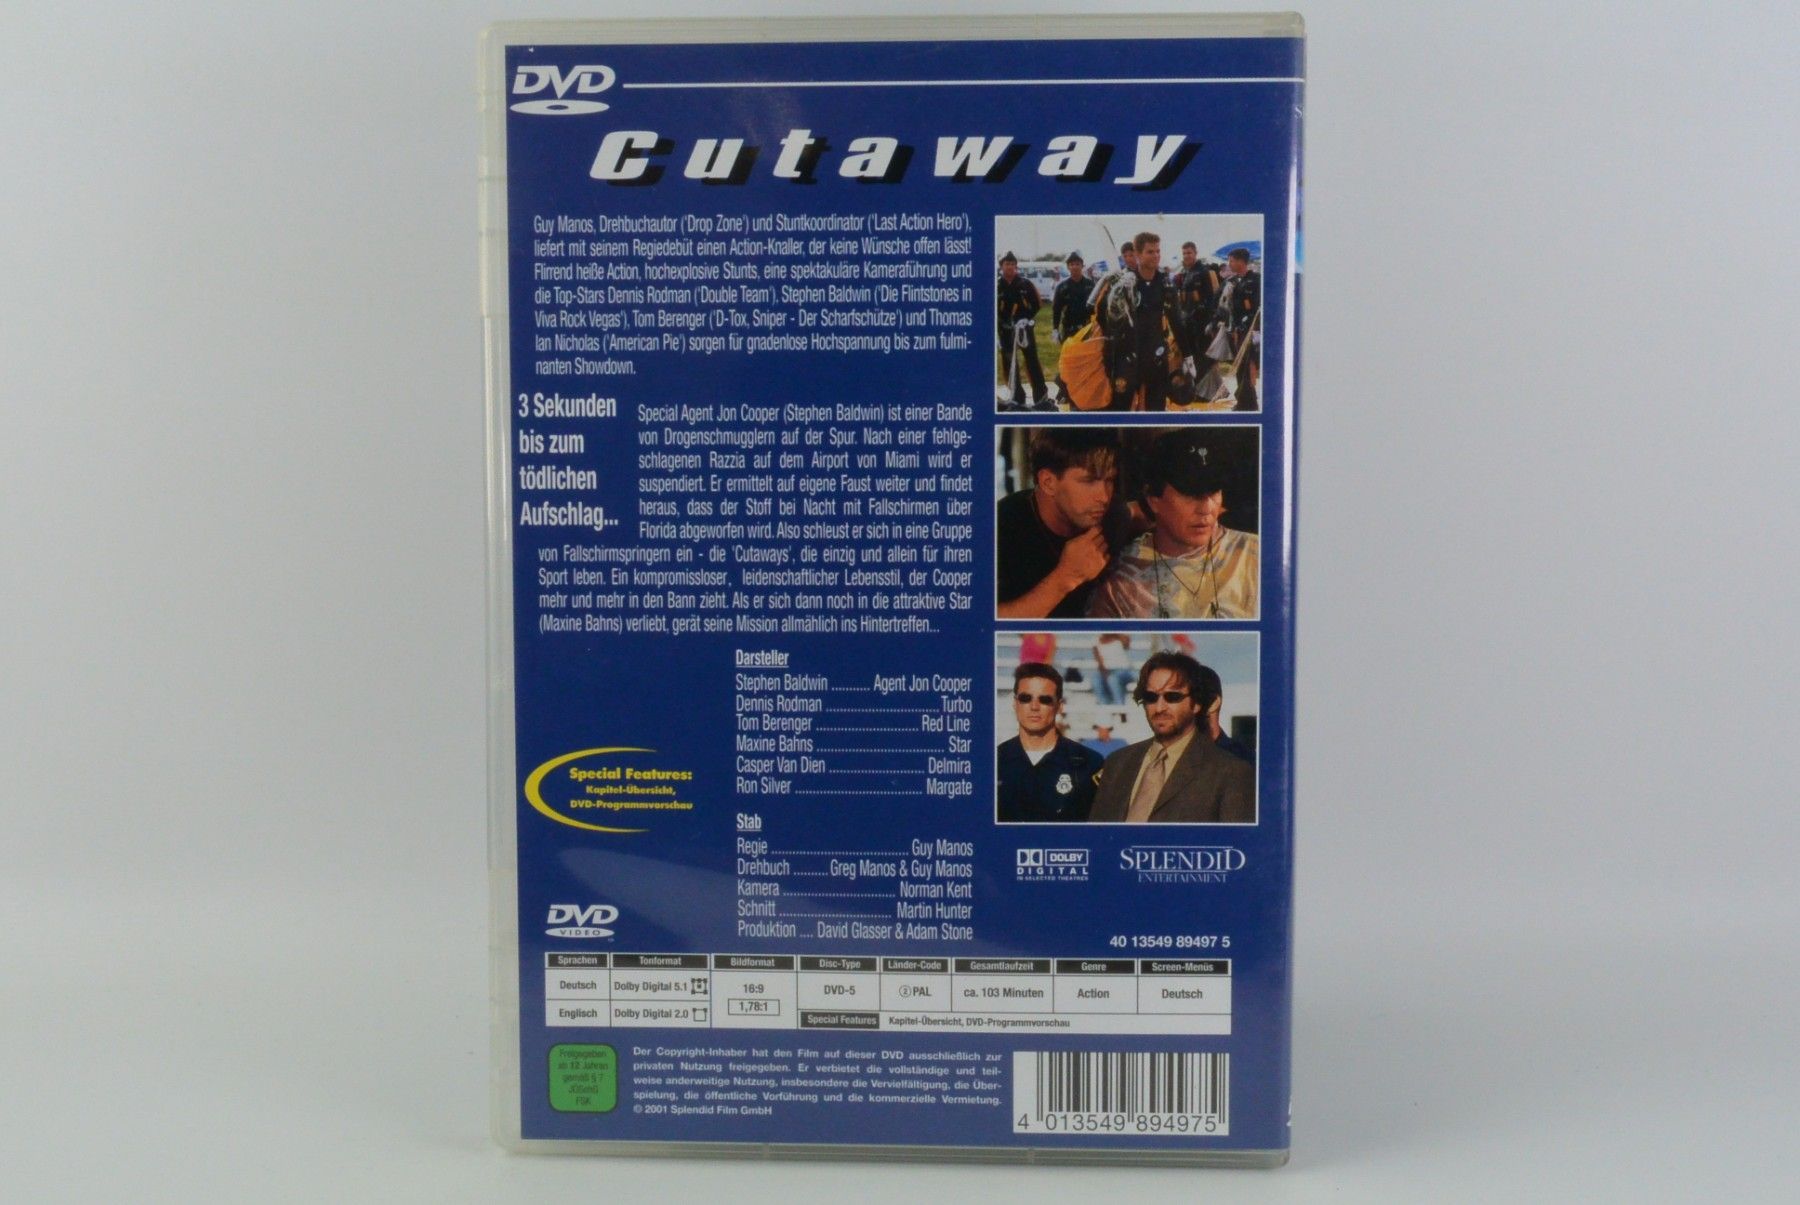 DVD
Cutaway
Guy Manos, Drehbuchautor ('Drop Zone') und Stuntkoordinator ('Last Action Hero'),
liefert mit seinem Regiedebüt einen Action-Knaller, der keine Wünsche offen lässt!
Flirrend heiße Action, hochexplosive Stunts, eine spektakuläre Kameraführung und
die Top-Stars Dennis Rodman ('Double Team'), Stephen Baldwin ('Die Flintstones in
Viva Rock Vegas'), Tom Berenger ('D-Tox, Sniper - Der Scharfschütze') und Thomas
Ian Nicholas ('American Pie') sorgen für gnadenlose Hochspannung bis zum fulmi-
nanten Showdown.
3 Sekunden
bis zum
tödlichen
Aufschlag...
Special Agent Jon Cooper (Stephen Baldwin) ist einer Bande
von Drogenschmugglern auf der Spur. Nach einer fehlge-
schlagenen Razzia auf dem Airport von Miami wird er
suspendiert. Er ermittelt auf eigene Faust weiter und findet
heraus, dass der Stoff bei Nacht mit Fallschirmen über
Florida abgeworfen wird. Also schleust er sich in eine Gruppe
von Fallschirmspringern ein - die 'Cutaways', die einzig und allein für ihren
Sport leben. Ein kompromissloser, leidenschaftlicher Lebensstil, der Cooper
mehr und mehr in den Bann zieht. Als er sich dann noch in die attraktive Star
(Maxine Bahns) verliebt, gerät seine Mission allmählich ins Hintertreffen...
Darsteller
Stephen Baldwin ........... Agent Jon Cooper
Dennis Rodman ................................ Turbo
Tom Berenger ............................. Red Line
Maxine Bahns .................................... Star
Casper Van Dien ........................... Delmira
Ron Silver .................................... Margate
Special Features:
Kapitel-Übersicht,
DVD-Programmvorschau
Stab
Regie ....................................... Guy Manos
Drehbuch .......... Greg Manos & Guy Manos
Kamera ................................ Norman Kent
Schnitt ................................ Martin Hunter
Produktion .... David Glasser & Adam Stone
DOLBY
DIGITAL
IN SELECTED THEATRES
SPLENDID
ENTERTAINMENT
DVD
VIDEO
40 13549 89497 5
Sprachen Tonformat Bildformat Disc-Type Länder-Code Gesamtlaufzeit Genre Screen-Menüs
Deutsch Dolby Digital 5.1 16:9 DVD-5 2 PAL ca. 103 Minuten Action Deutsch
1,78:1
Englisch Dolby Digital 2.0 Special Features Kapitel-Übersicht, DVD-Programmvorschau
Freigegeben
ab 12 Jahren
gemäß § 7
JÖSchG
FSK
Der Copyright-Inhaber hat den Film auf dieser DVD ausschließlich zur
privaten Nutzung freigegeben. Er verbietet die vollständige und teil-
weise anderweitige Nutzung, insbesondere die Vervielfältigung, die Über-
spielung, die öffentliche Vorführung und die kommerzielle Vermietung.
© 2001 Splendid Film GmbH
4 013549 894975